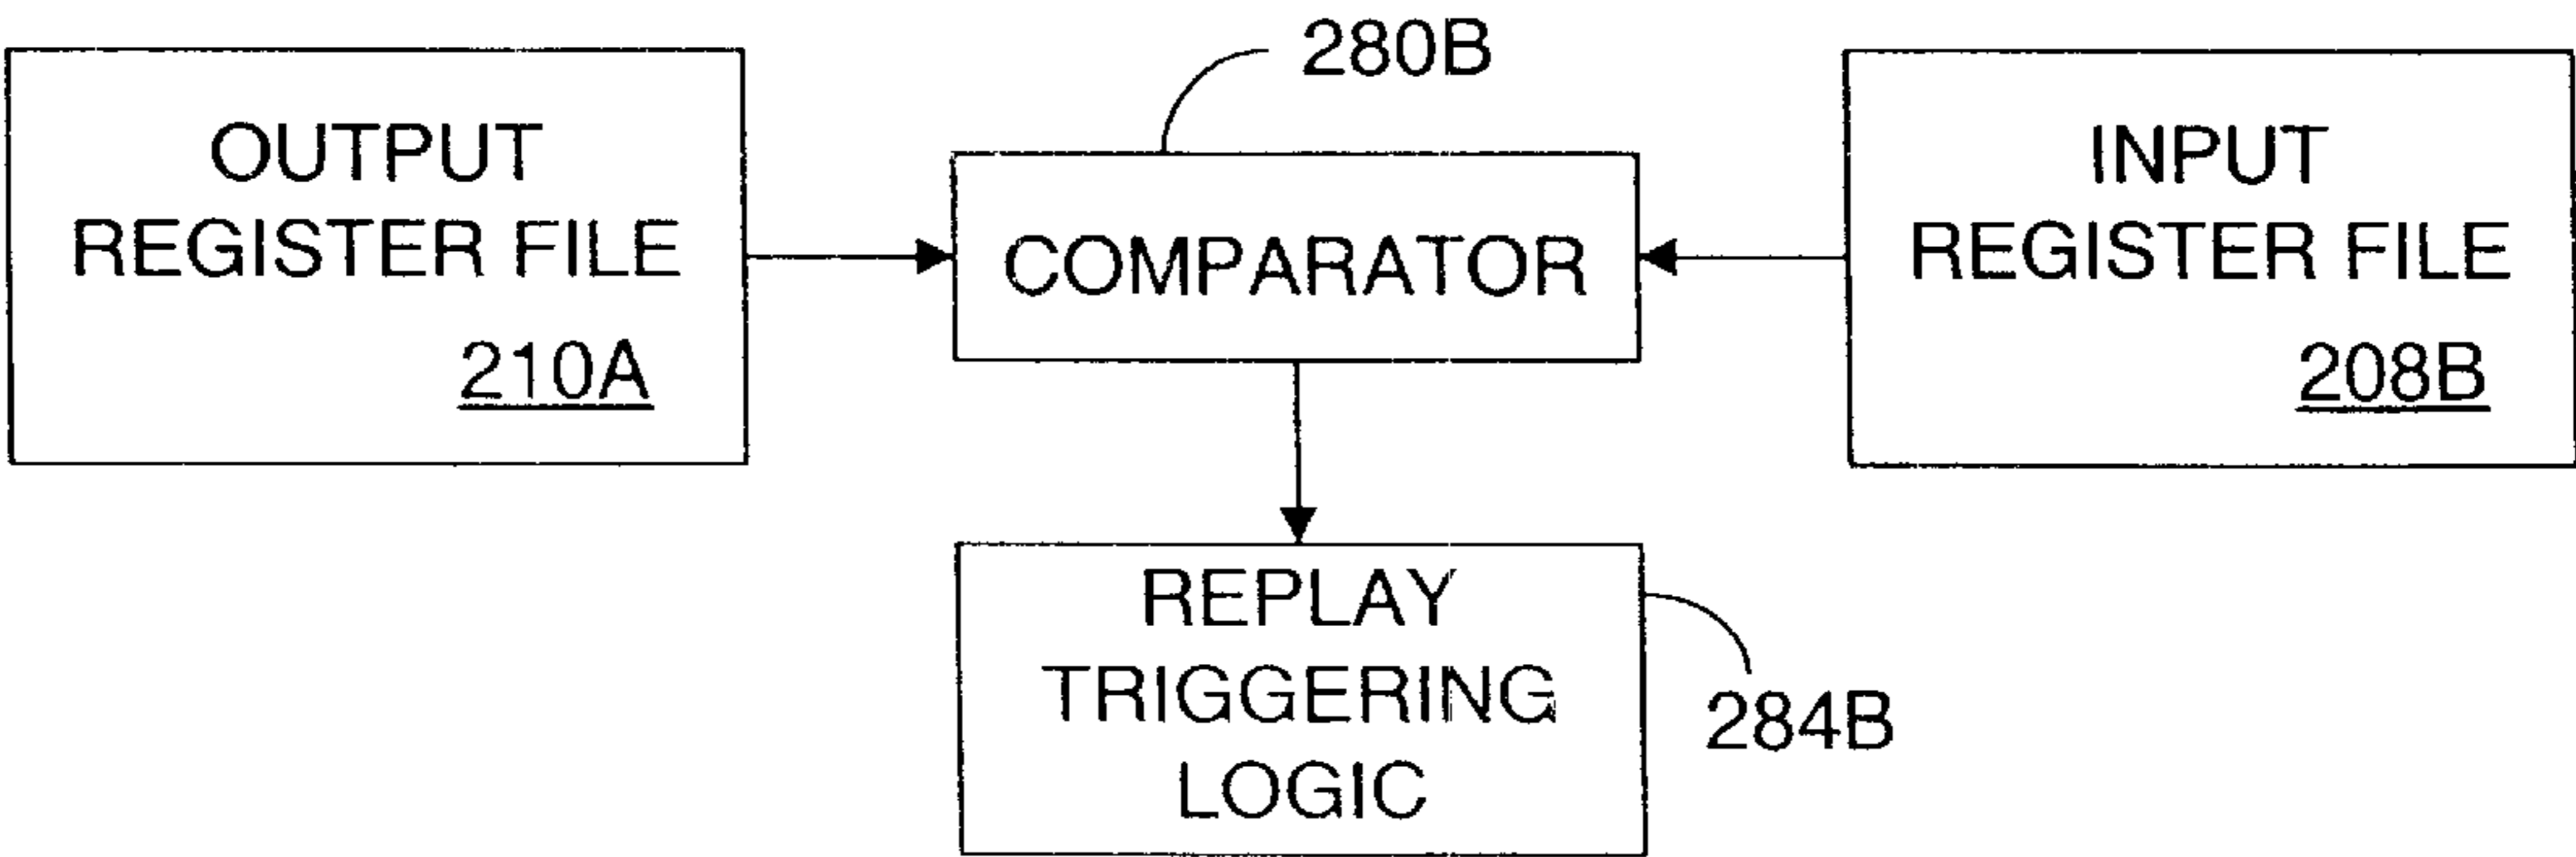 OUTPUT
REGISTER FILE
210A
280B
COMPARATOR
INPUT
REGISTER FILE
208B
REPLAY
TRIGGERING
LOGIC
284B